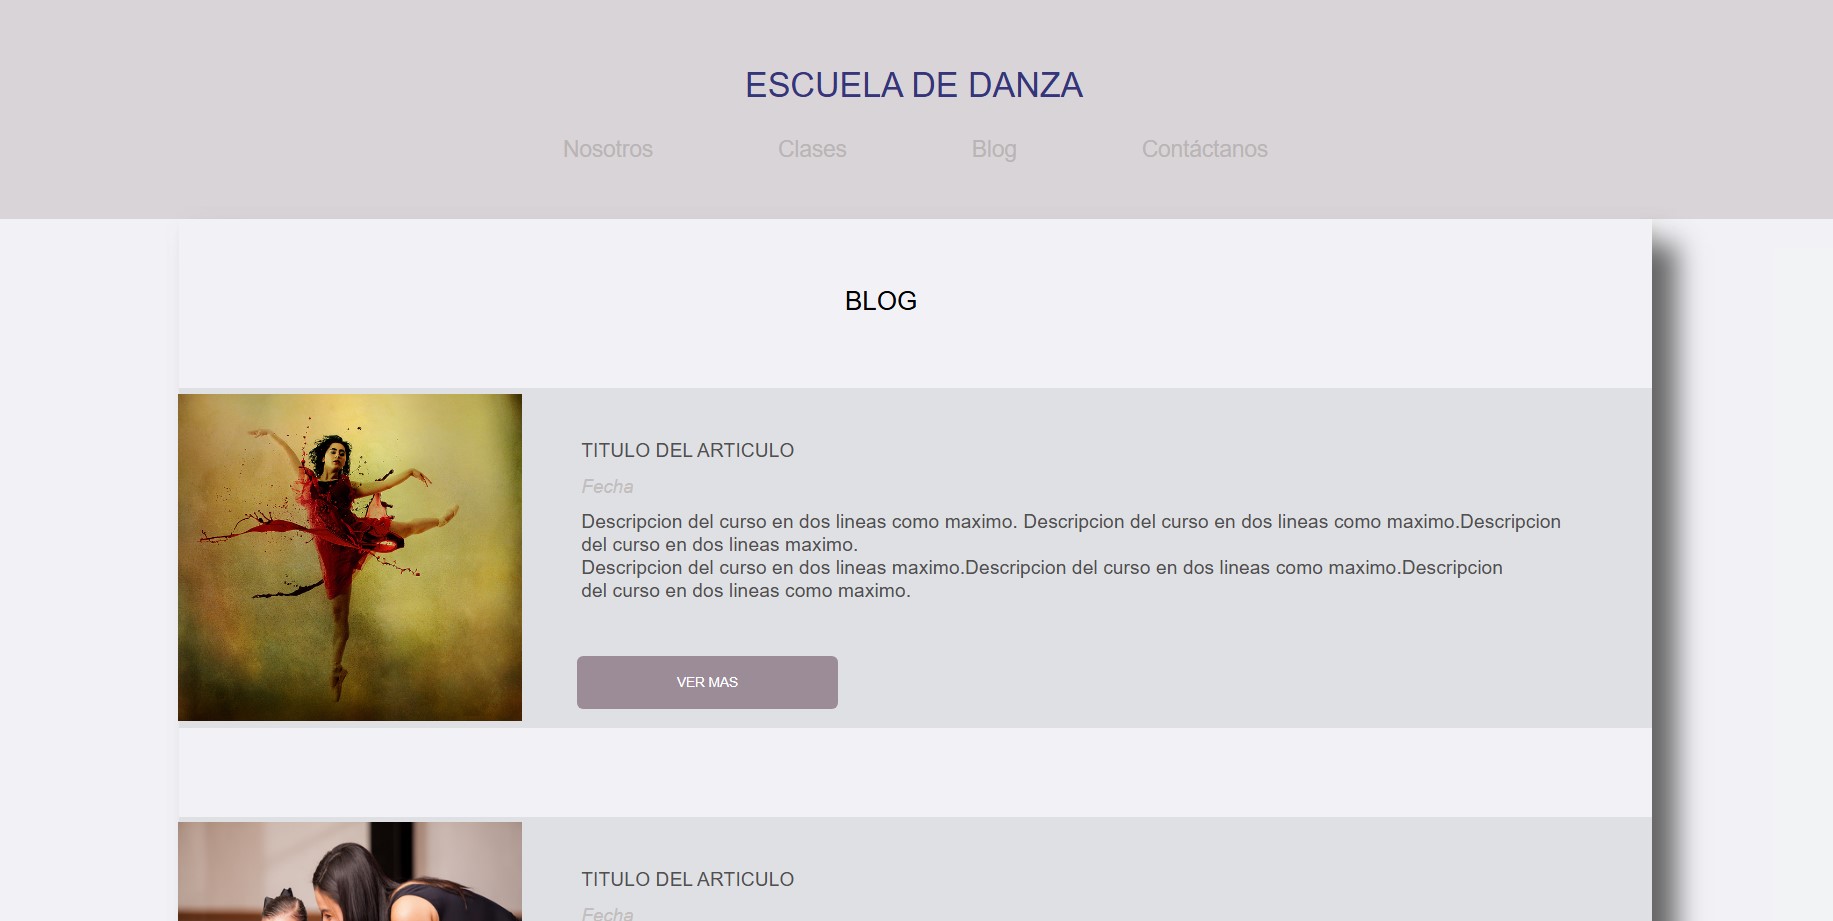 ESCUELA DE DANZA
Nosotros Clases Blog Contáctanos
BLOG
TITULO DEL ARTICULO
Fecha
Descripcion del curso en dos lineas como maximo. Descripcion del curso en dos lineas como maximo.Descripcion
del curso en dos lineas maximo.
Descripcion del curso en dos lineas maximo.Descripcion del curso en dos lineas como maximo.Descripcion
del curso en dos lineas como maximo.
VER MAS
TITULO DEL ARTICULO
Fecha